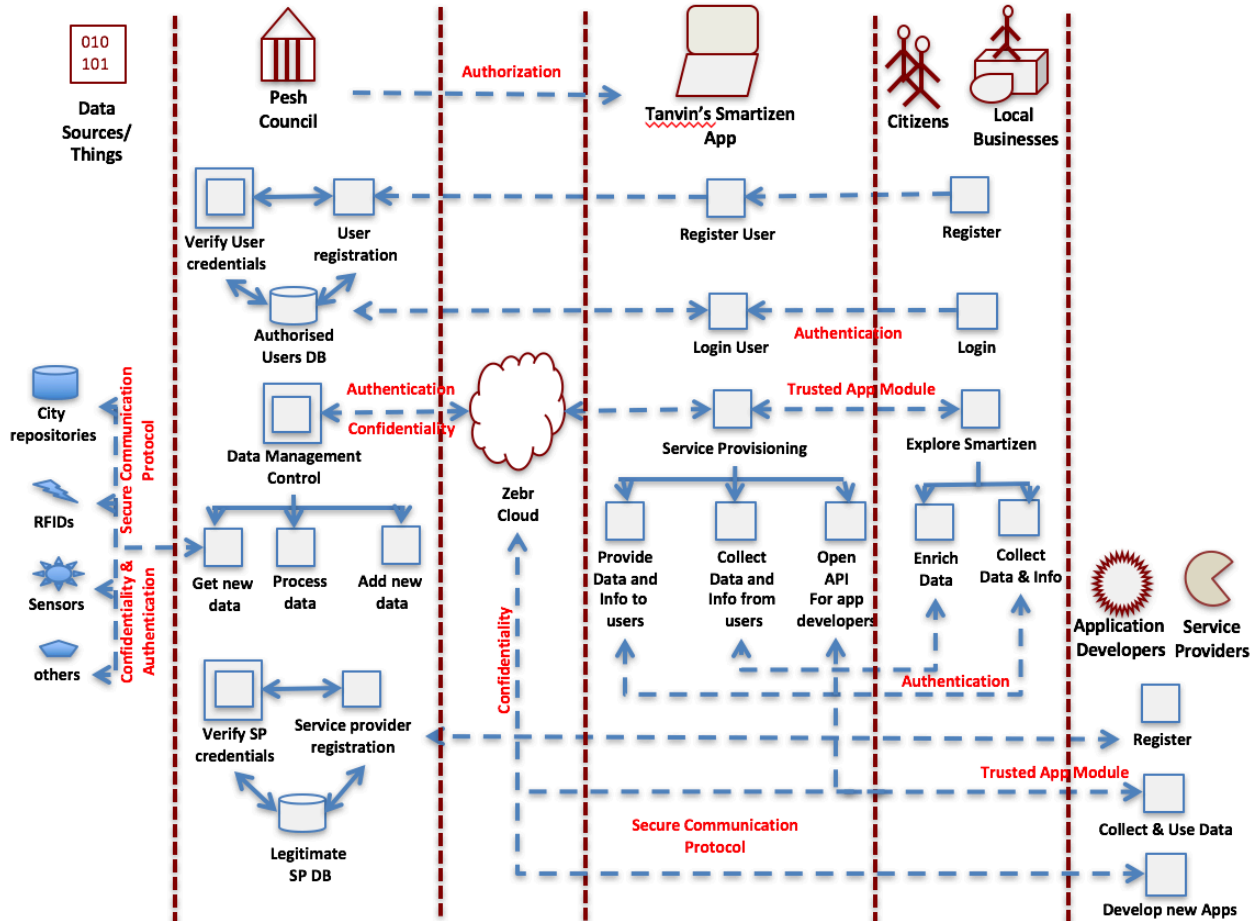 010
101
Data
Sources/
Things
Pesh
Council
Authorization
Tanvin's Smartizen
App
Citizens
Local
Businesses
Verify User
credentials
User
registration
Register User
Register
Authorised
Users DB
Login User
Authentication
Login
City
repositories
RFIDs
Sensors
others
Secure Communication
Protocol
Confidentiality &
Authentication
Authentication
Confidentiality
Data Management
Control
Zebr
Cloud
Service Provisioning
Trusted App Module
Explore Smartizen
Get new
data
Process
data
Add new
data
Provide
Data and
Info to
users
Collect
Data and
Info from
users
Open
API
For app
developers
Enrich
Data
Collect
Data & Info
Application
Developers
Service
Providers
Confidentiality
Authentication
Verify SP
credentials
Service provider
registration
Register
Legitimate
SP DB
Trusted App Module
Collect & Use Data
Secure Communication
Protocol
Develop new Apps